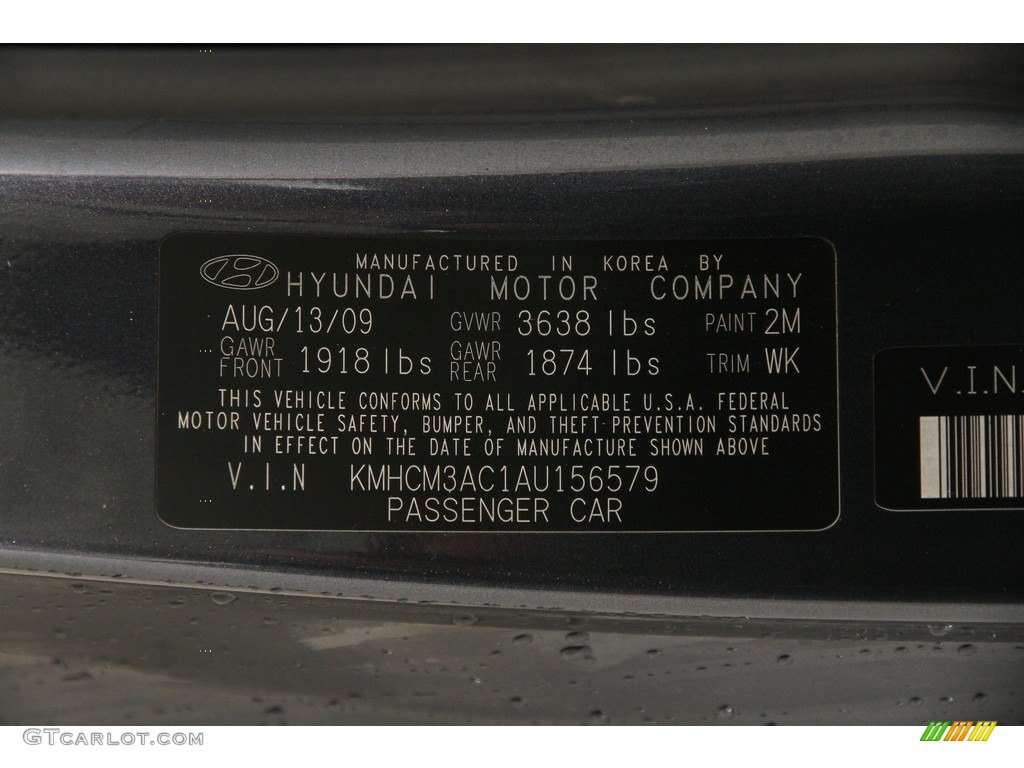 MANUFACTURED IN KOREA BY
HYUNDAI MOTOR COMPANY
AUG/13/09 GVWR 3638 lbs PAINT 2M
GAWR FRONT 1918 lbs GAWR REAR 1874 lbs TRIM WK
THIS VEHICLE CONFORMS TO ALL APPLICABLE U.S.A. FEDERAL
MOTOR VEHICLE SAFETY, BUMPER, AND THEFT-PREVENTION STANDARDS
IN EFFECT ON THE DATE OF MANUFACTURE SHOWN ABOVE
V.I.N KMHCM3AC1AU156579
PASSENGER CAR
V.I.N.
GTCARLOT.COM